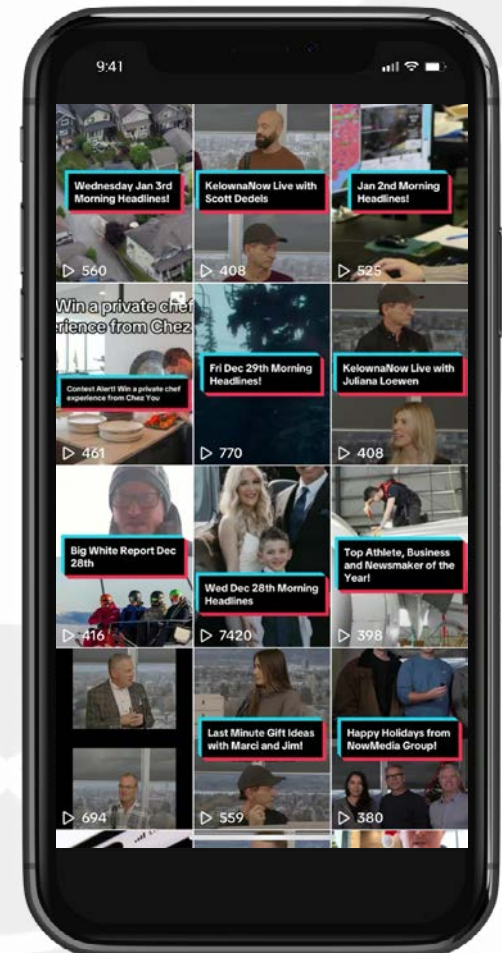 9:41
Wednesday Jan 3rd
Morning Headlines!
560
KelownaNow Live with
Scott Dedels
408
Jan 2nd Morning
Headlines!
525
Win a private chef
rience from Chez
Contest Alert! Win a private chef
experience from Chez You
461
Fri Dec 29th Morning
Headlines!
770
KelownaNow Live with
Juliana Loewen
408
Big White Report Dec
28th
416
Wed Dec 28th Morning
Headlines
7420
Top Athlete, Business
and Newsmaker of the
Year!
398
694
Last Minute Gift Ideas
with Marci and Jim!
559
Happy Holidays from
NowMedia Group!
380